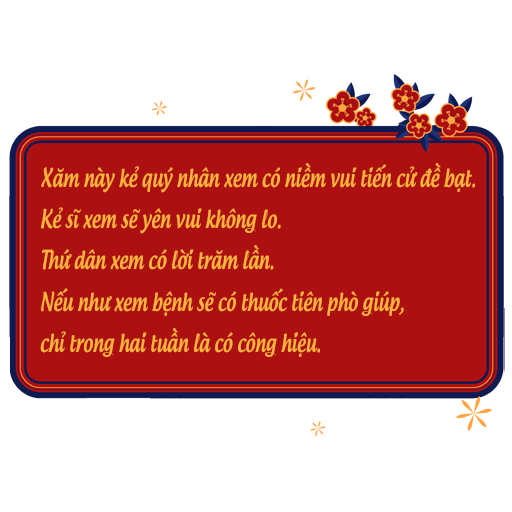 Xăm này kẻ quý nhân xem có niềm vui tiến cử đề bạt.
Kẻ sĩ xem sẽ yên vui không lo.
Thứ dân xem có lời trăm lần.
Nếu như xem bệnh sẽ có thuốc tiên phò giúp,
chỉ trong hai tuần là có công hiệu.